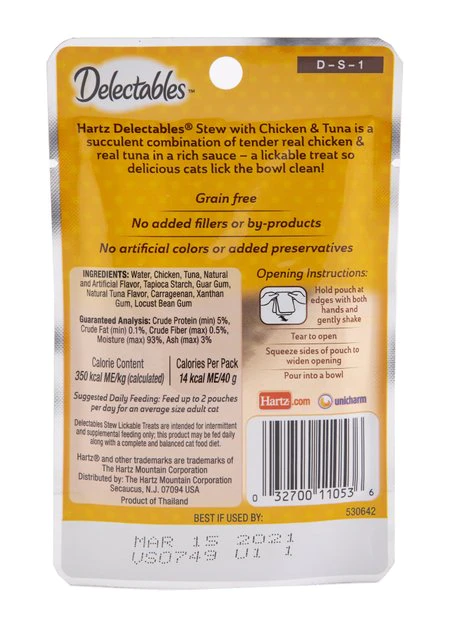 Delectables™
D-S-1
Hartz Delectables® Stew with Chicken & Tuna is a
succulent combination of tender real chicken &
real tuna in a rich sauce – a lickable treat so
delicious cats lick the bowl clean!
Grain free
No added fillers or by-products
No artificial colors or added preservatives
INGREDIENTS: Water, Chicken, Tuna, Natural
and Artificial Flavor, Tapioca Starch, Guar Gum,
Natural Tuna Flavor, Carrageenan, Xanthan
Gum, Locust Bean Gum
Guaranteed Analysis: Crude Protein (min) 5%,
Crude Fat (min) 0.1%, Crude Fiber (max) 0.5%,
Moisture (max) 93%, Ash (max) 3%
Calorie Content
350 kcal ME/kg (calculated)
Calories Per Pack
14 kcal ME/40 g
Suggested Daily Feeding: Feed up to 2 pouches
per day for an average size adult cat
Delectables Stew Lickable Treats are intended for intermittent
and supplemental feeding only; this product may be fed daily
along with a complete and balanced cat food diet.
Hartz® and other trademarks are trademarks of
The Hartz Mountain Corporation
Distributed by: The Hartz Mountain Corporation
Secaucus, N.J. 07094 USA
Product of Thailand
Opening Instructions:
Hold pouch at
edges with both
hands and
gently shake
Tear to open
Squeeze sides of pouch to
widen opening
Pour into a bowl
Hartz.com
unicharm
0 32700 11053 6
530642
BEST IF USED BY:
MAR 15 2021
US0749 U1 1